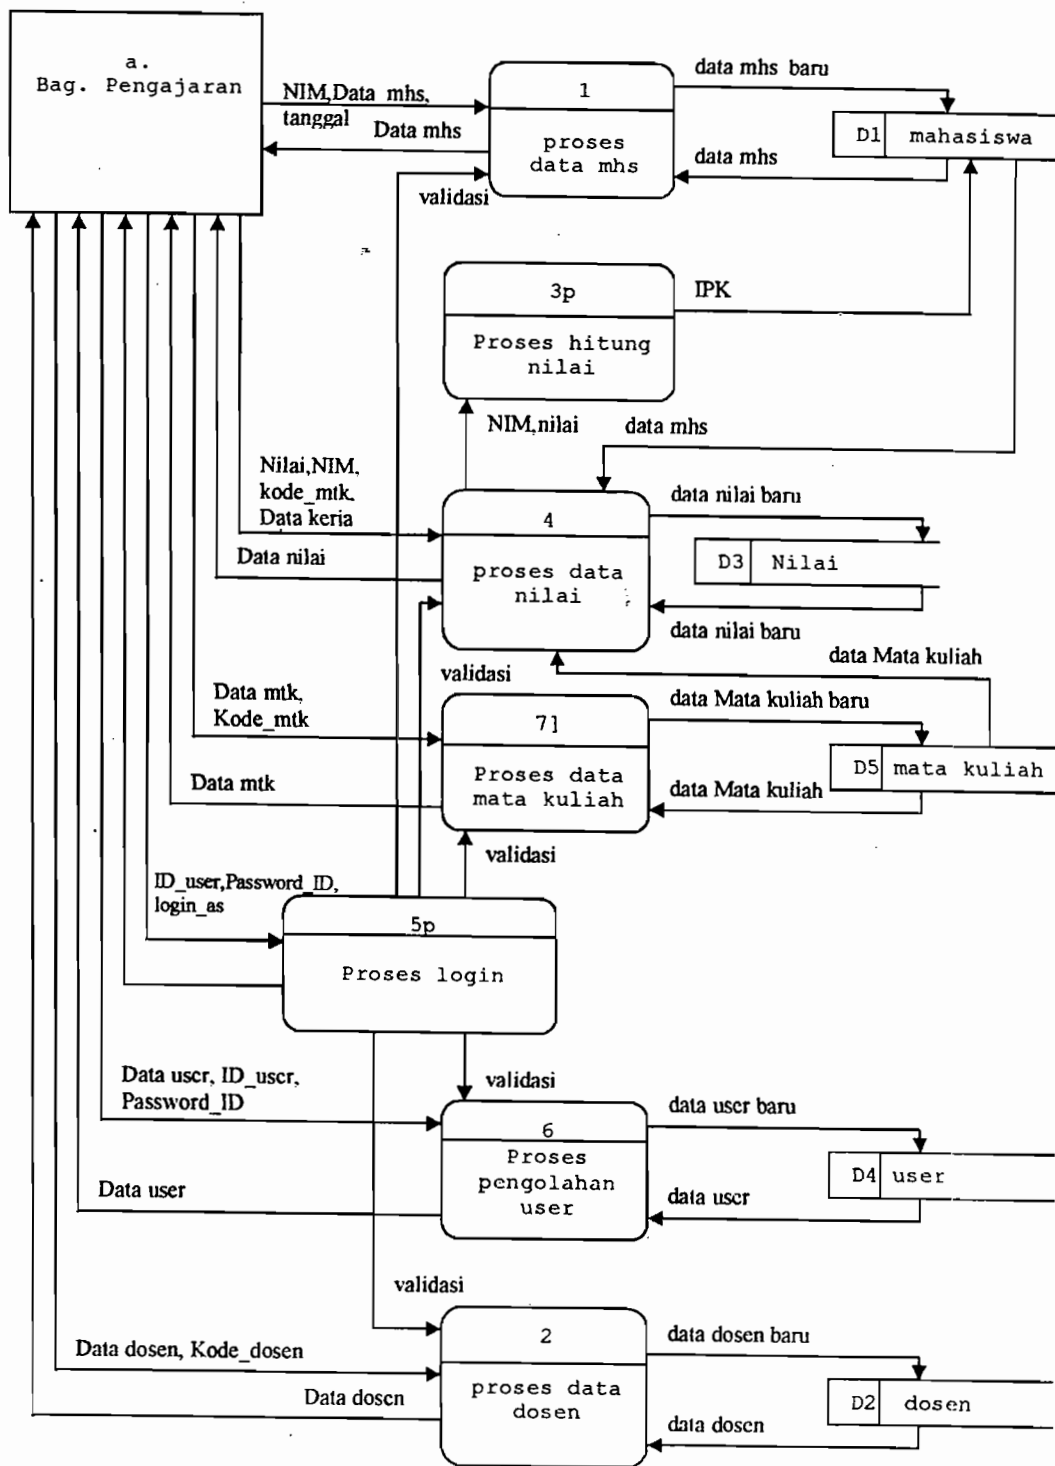 a.
Bag. Pengajaran
NIM,Data mhs,
tanggal
Data mhs
validasi
1
proses
data mhs
data mhs baru
D1 mahasiswa
data mhs
3p
Proses hitung
nilai
IPK
NIM,nilai
data mhs
Nilai,NIM,
kode_mtk,
Data kerja
Data nilai
4
proses data
nilai
data nilai baru
D3 Nilai
data nilai baru
validasi
data Mata kuliah
Data mtk,
Kode_mtk
Data mtk
7]
Proses data
mata kuliah
data Mata kuliah baru
D5 mata kuliah
data Mata kuliah
validasi
ID_user,Password_ID,
login_as
5p
Proses login
validasi
Data user, ID_user,
Password_ID
Data user
6
Proses
pengolahan
user
data user baru
D4 user
data user
validasi
Data dosen, Kode_dosen
Data dosen
2
proses data
dosen
data dosen baru
D2 dosen
data dosen